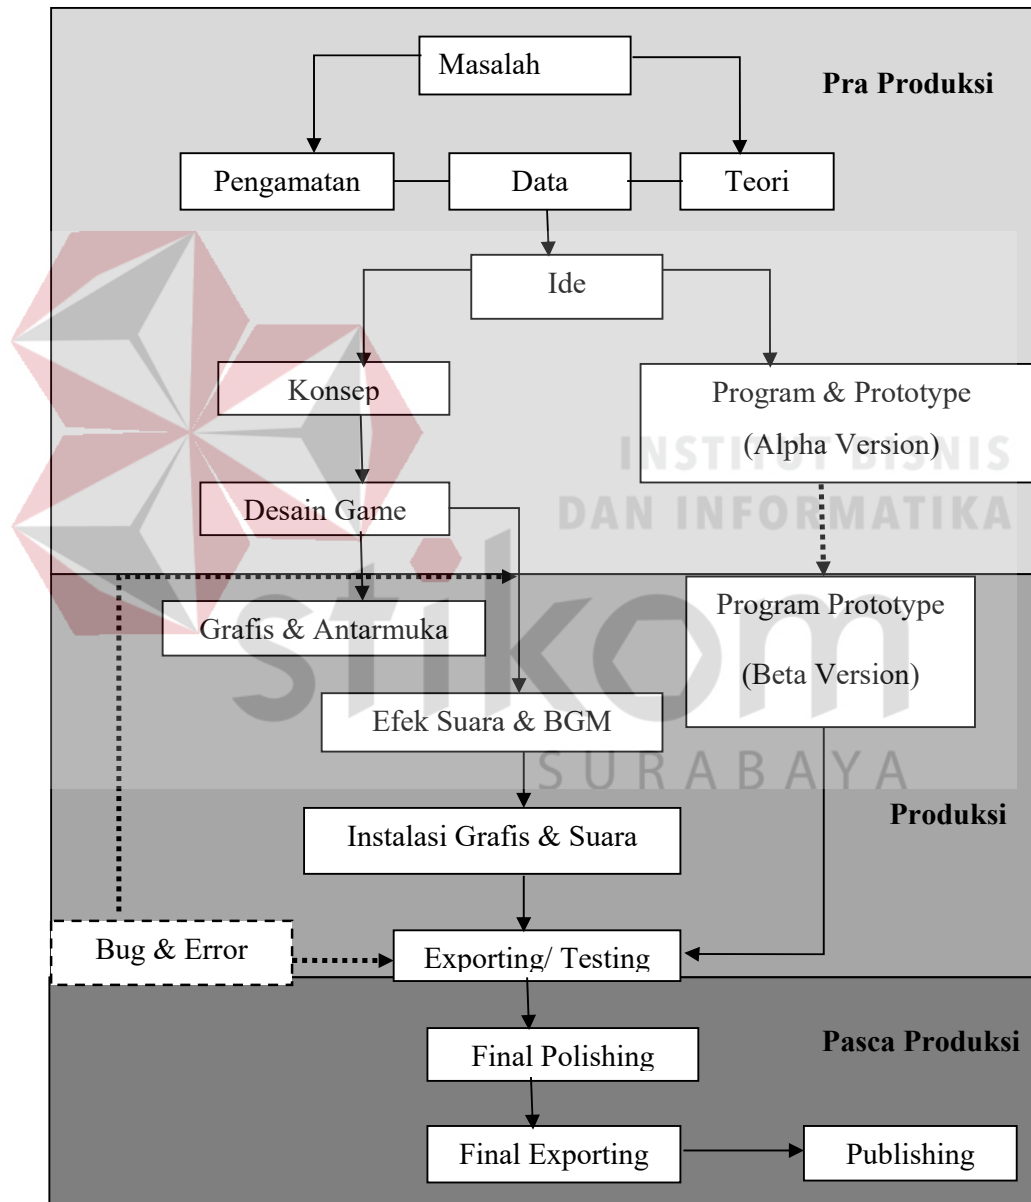 Masalah
Pra Produksi
Pengamatan
Data
Teori
Ide
Konsep
Program & Prototype
(Alpha Version)
INSTITUT BISNIS
DAN INFORMATIKA
Desain Game
stikom
Grafis & Antarmuka
Program Prototype
(Beta Version)
Efek Suara & BGM
SURABAYA
Produksi
Instalasi Grafis & Suara
Bug & Error
Exporting/ Testing
Pasca Produksi
Final Polishing
Final Exporting
Publishing